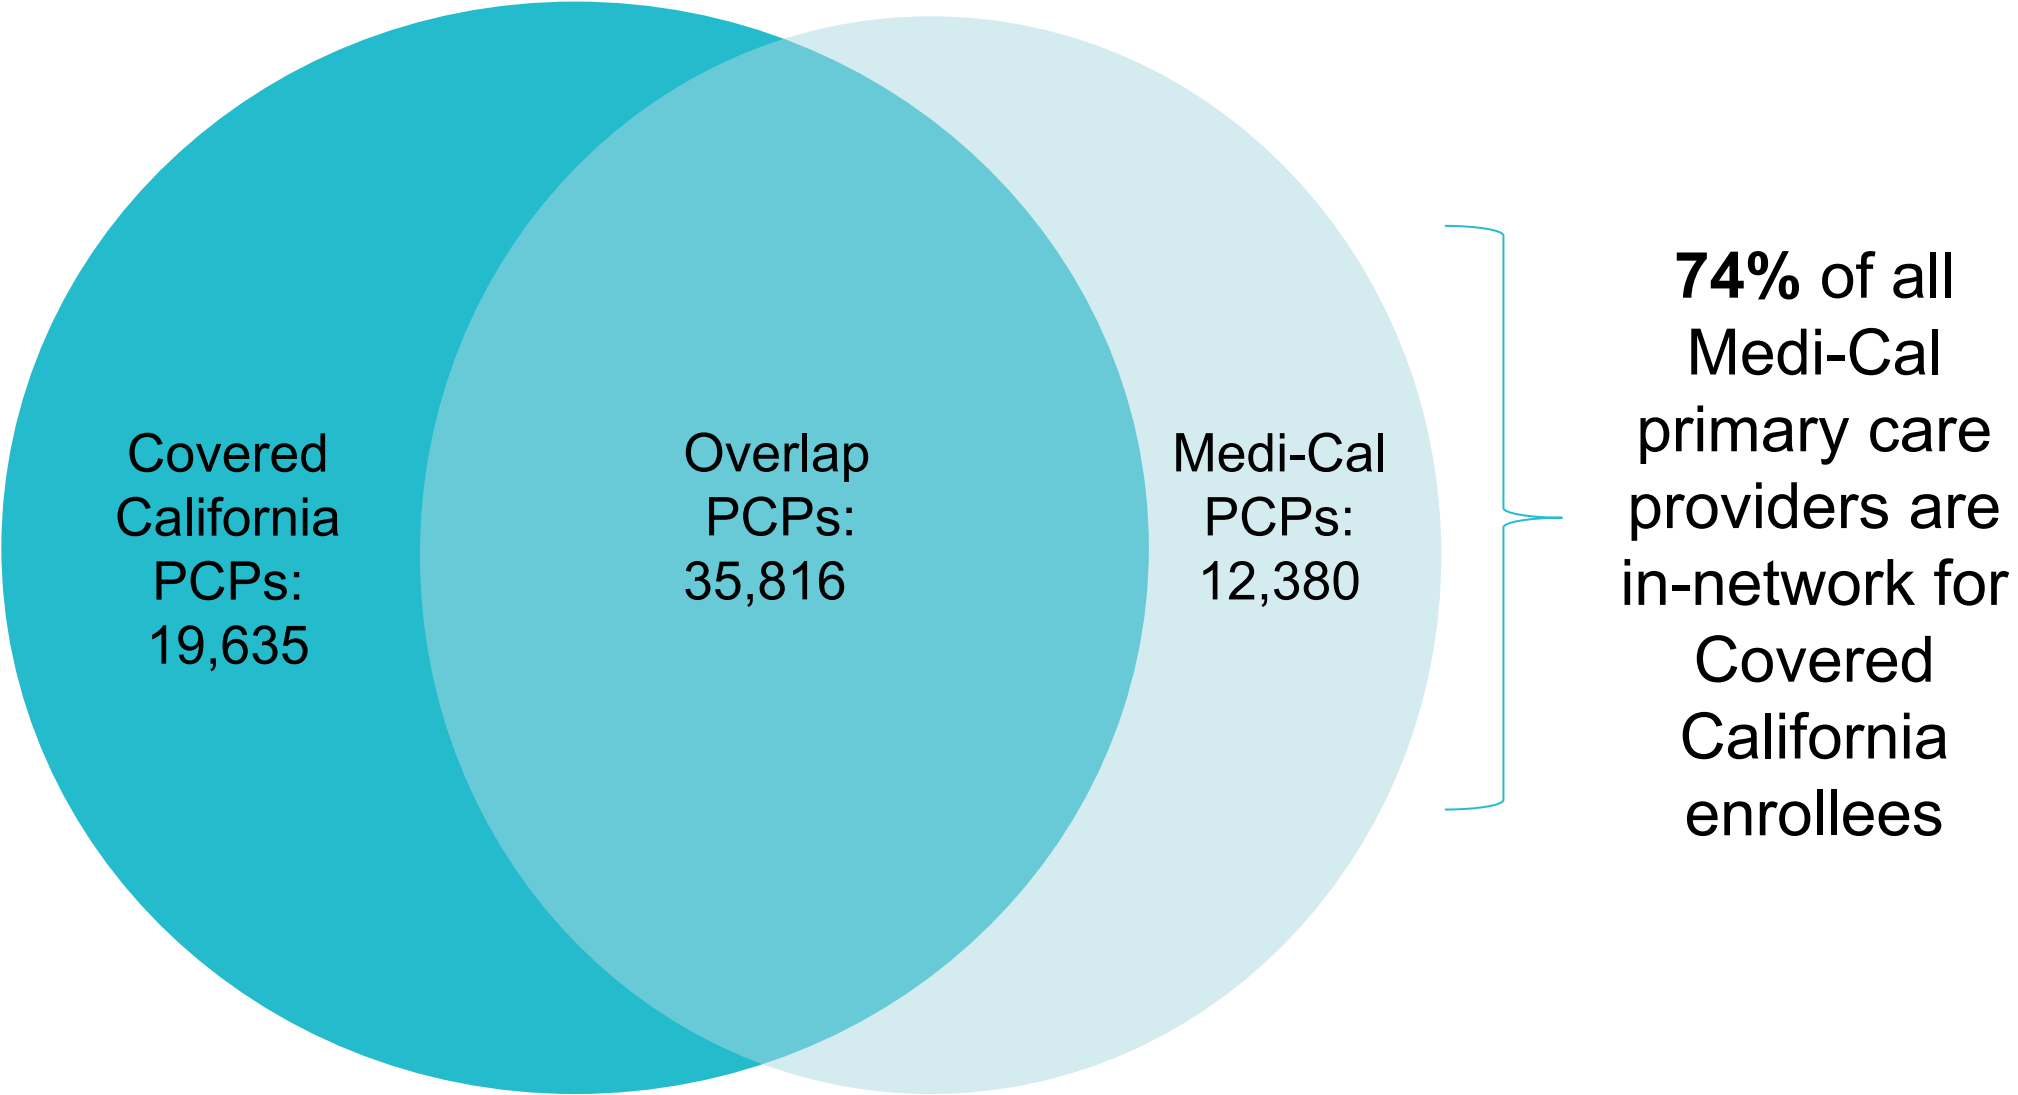 Covered
California
PCPs:
19,635
Overlap
PCPs:
35,816
Medi-Cal
PCPs:
12,380
74% of all
Medi-Cal
primary care
providers are
in-network for
Covered
California
enrollees